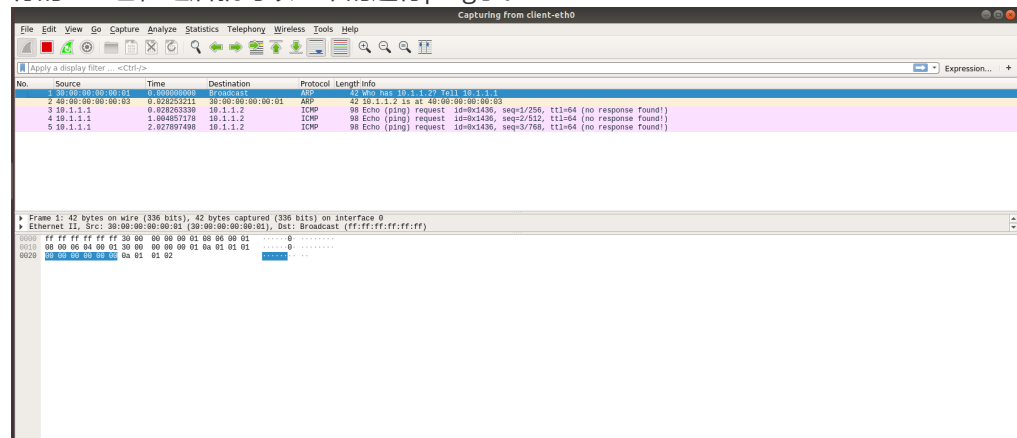 Capturing from client-eth0
File Edit View Go Capture Analyze Statistics Telephony Wireless Tools Help
Apply a display filter ... <Ctrl-/> Expression... +
No. Source Time Destination Protocol Length Info
1 30:00:00:00:00:01 0.000000000 Broadcast ARP 42 Who has 10.1.1.2? Tell 10.1.1.1
2 40:00:00:00:00:03 0.028253211 30:00:00:00:00:01 ARP 42 10.1.1.2 is at 40:00:00:00:00:03
3 10.1.1.1 0.028263330 10.1.1.2 ICMP 98 Echo (ping) request id=0x1436, seq=1/256, ttl=64 (no response found!)
4 10.1.1.1 1.004857178 10.1.1.2 ICMP 98 Echo (ping) request id=0x1436, seq=2/512, ttl=64 (no response found!)
5 10.1.1.1 2.027897498 10.1.1.2 ICMP 98 Echo (ping) request id=0x1436, seq=3/768, ttl=64 (no response found!)
Frame 1: 42 bytes on wire (336 bits), 42 bytes captured (336 bits) on interface 0
Ethernet II, Src: 30:00:00:00:00:01 (30:00:00:00:00:01), Dst: Broadcast (ff:ff:ff:ff:ff:ff)
0000 ff ff ff ff ff ff 30 00 00 00 00 01 08 06 00 01 ······0· ········
0010 08 00 06 04 00 01 30 00 00 00 00 01 0a 01 01 01 ······0· ········
0020 00 00 00 00 00 00 0a 01 01 02 ········ ··